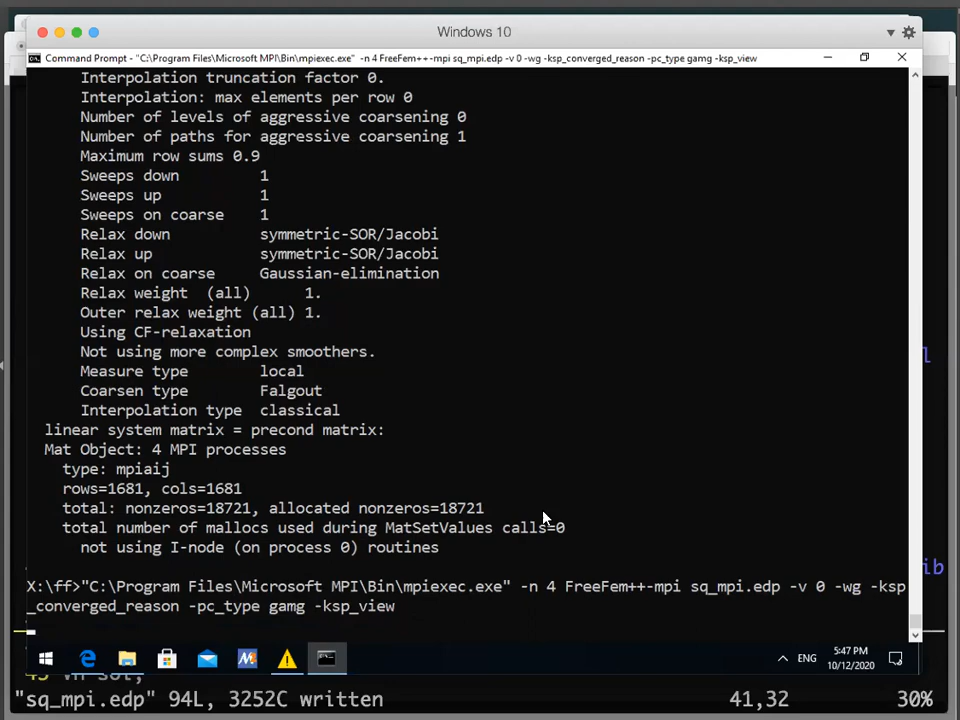 Windows 10
Command Prompt - "C:\Program Files\Microsoft MPI\Bin\mpiexec.exe" -n 4 FreeFem++-mpi sq_mpi.edp -v 0 -wg -ksp_converged_reason -pc_type gamg -ksp_view
Interpolation truncation factor 0.
Interpolation: max elements per row 0
Number of levels of aggressive coarsening 0
Number of paths for aggressive coarsening 1
Maximum row sums 0.9
Sweeps down 1
Sweeps up 1
Sweeps on coarse 1
Relax down symmetric-SOR/Jacobi
Relax up symmetric-SOR/Jacobi
Relax on coarse Gaussian-elimination
Relax weight (all) 1.
Outer relax weight (all) 1.
Using CF-relaxation
Not using more complex smoothers.
Measure type local
Coarsen type Falgout
Interpolation type classical
linear system matrix = precond matrix:
Mat Object: 4 MPI processes
type: mpiaij
rows=1681, cols=1681
total: nonzeros=18721, allocated nonzeros=18721
total number of mallocs used during MatSetValues calls=0
not using I-node (on process 0) routines
X:\ff>"C:\Program Files\Microsoft MPI\Bin\mpiexec.exe" -n 4 FreeFem++-mpi sq_mpi.edp -v 0 -wg -ksp
_converged_reason -pc_type gamg -ksp_view
ENG
5:47 PM
10/12/2020
"sq_mpi.edp" 94L, 3252C written 41,32 30%